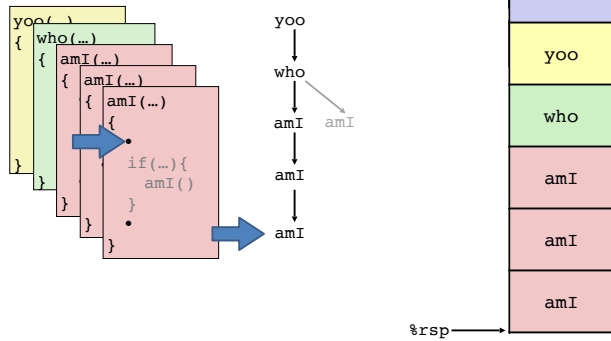 yoo(…)
{
}
who(…)
{
}
amI(…)
{
}
amI(…)
{
}
amI(…)
{
•
if(…){
amI()
}
•
}
yoo
who
amI
amI
amI
amI
yoo
who
amI
amI
amI
%rsp